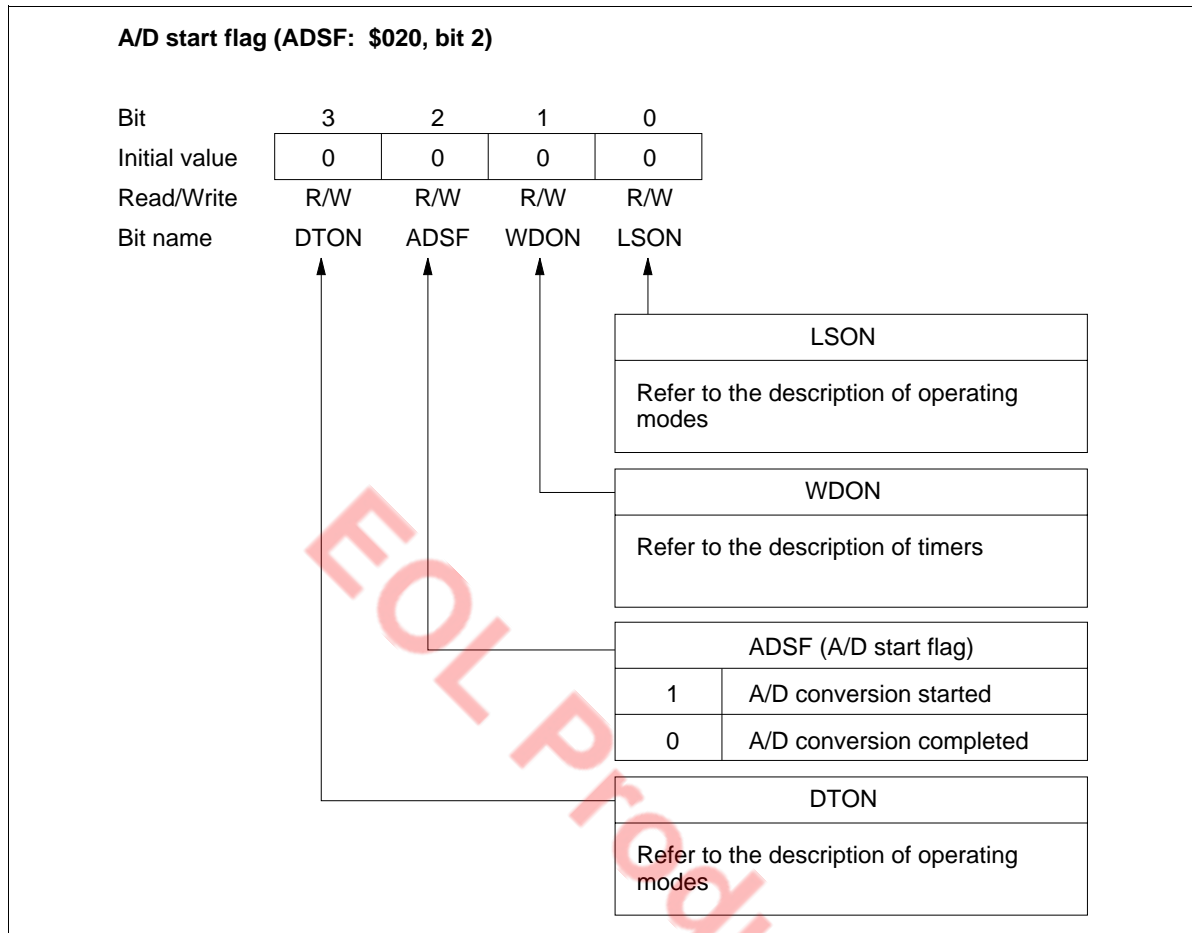 A/D start flag (ADSF: $020, bit 2)
Bit 3 2 1 0
Initial value 0 0 0 0
Read/Write R/W R/W R/W R/W
Bit name DTON ADSF WDON LSON
LSON
Refer to the description of operating
modes
WDON
Refer to the description of timers
ADSF (A/D start flag)
1 A/D conversion started
0 A/D conversion completed
DTON
Refer to the description of operating
modes
EOL Produ